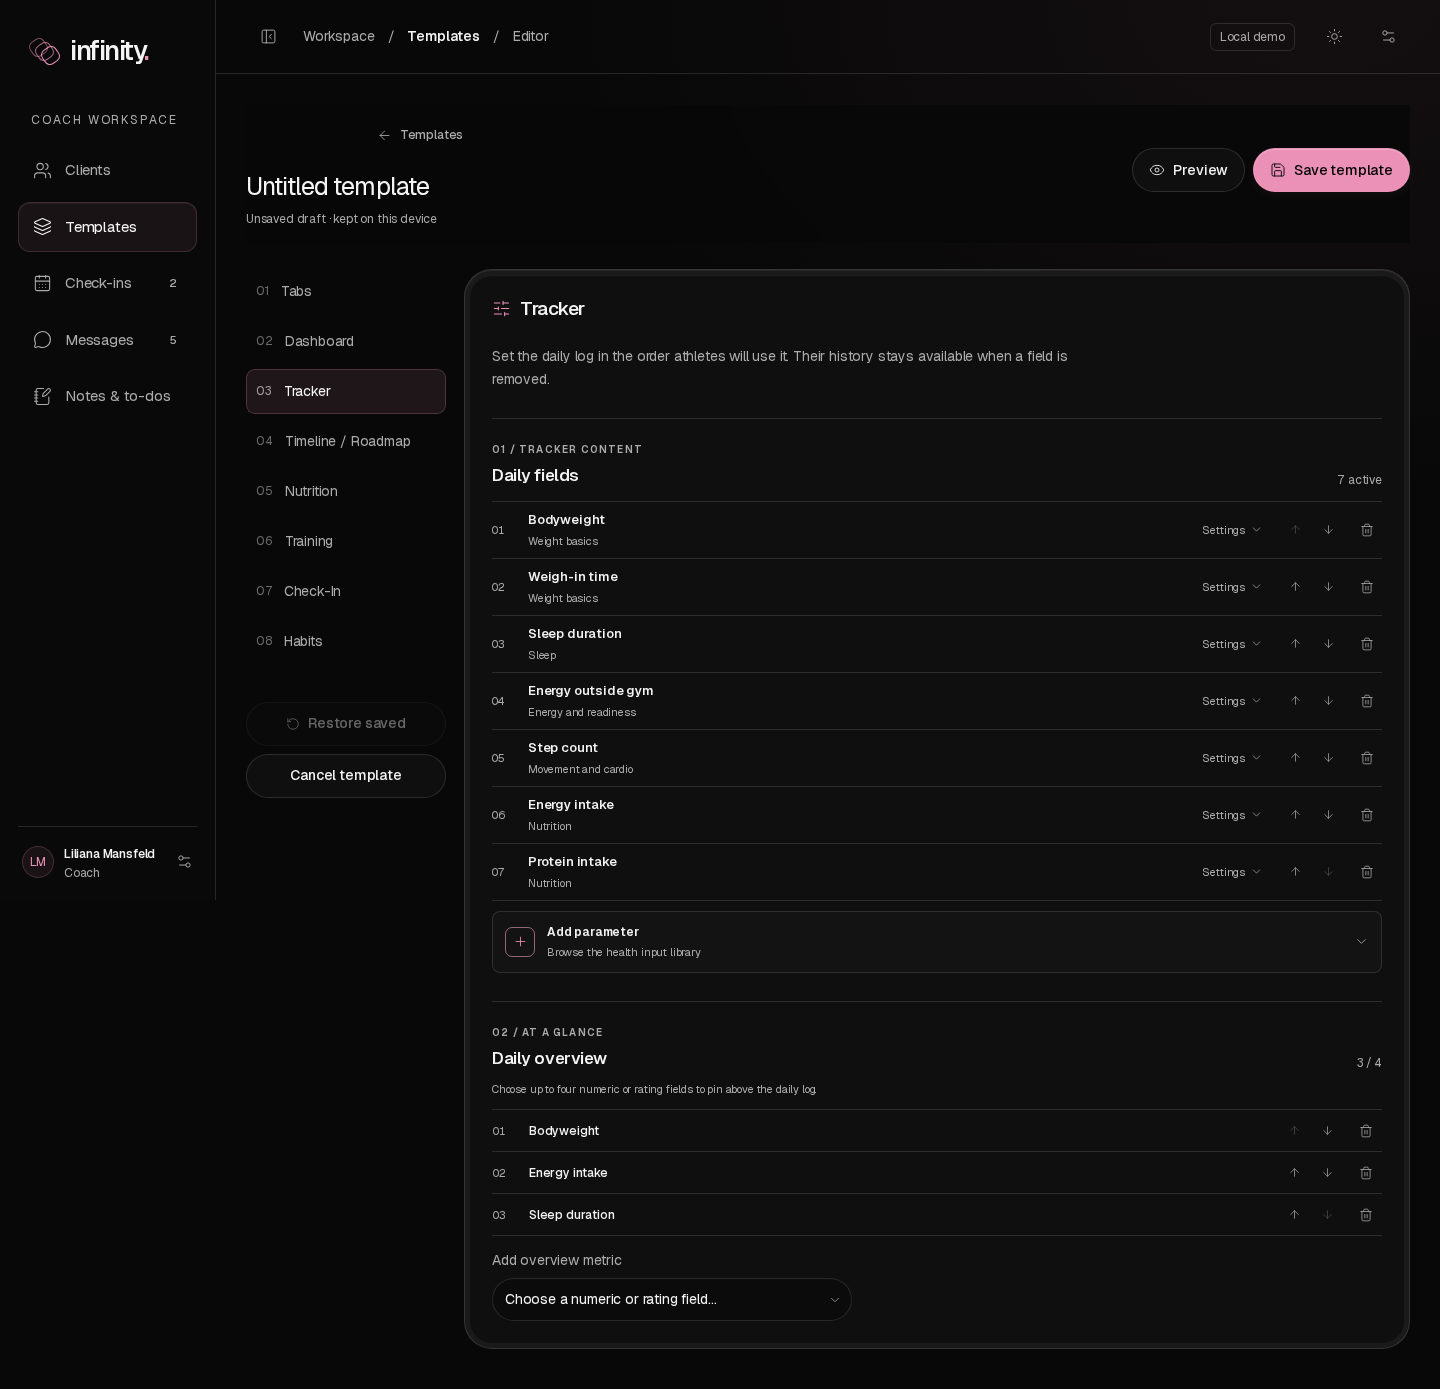 infinity.
COACH WORKSPACE
Clients
Templates
Check-ins 2
Messages 5
Notes & to-dos
LM
Liliana Mansfeld
Coach
Workspace / Templates / Editor
Local demo
Templates
Untitled template
Unsaved draft · kept on this device
Preview
Save template
01 Tabs
02 Dashboard
03 Tracker
04 Timeline / Roadmap
05 Nutrition
06 Training
07 Check-In
08 Habits
Restore saved
Cancel template
Tracker
Set the daily log in the order athletes will use it. Their history stays available when a field is
removed.
01 / TRACKER CONTENT
Daily fields
7 active
01 Bodyweight Settings
Weight basics
02 Weigh-in time Settings
Weight basics
03 Sleep duration Settings
Sleep
04 Energy outside gym Settings
Energy and readiness
05 Step count Settings
Movement and cardio
06 Energy intake Settings
Nutrition
07 Protein intake Settings
Nutrition
Add parameter
Browse the health input library
02 / AT A GLANCE
Daily overview
3 / 4
Choose up to four numeric or rating fields to pin above the daily log.
01 Bodyweight
02 Energy intake
03 Sleep duration
Add overview metric
Choose a numeric or rating field...